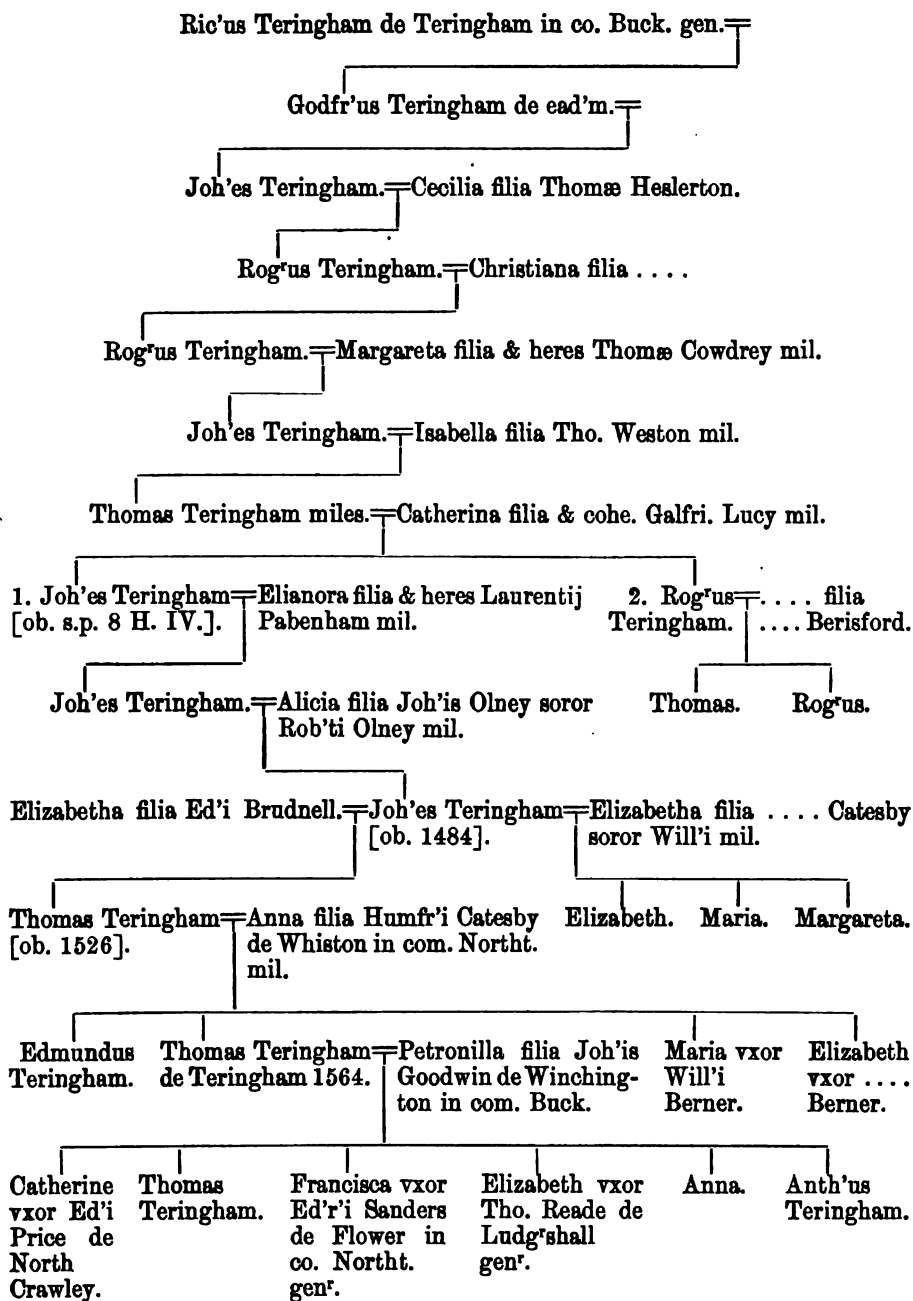 Ric'us Teringham de Teringham in co. Buck. gen.
Godfr'us Teringham de ead'm.
Joh'es Teringham.=Cecilia filia Thomæ Heslerton.
Rogʳus Teringham.=Christiana filia ....
Rogʳus Teringham.=Margareta filia & heres Thomæ Cowdrey mil.
Joh'es Teringham.=Isabella filia Tho. Weston mil.
Thomas Teringham miles.=Catherina filia & cohe. Galfri. Lucy mil.
1. Joh'es Teringham=Elianora filia & heres Laurentij
[ob. s.p. 8 H. IV.]. Pabenham mil.
2. Rogʳus=.... filia
Teringham. .... Berisford.
Joh'es Teringham.=Alicia filia Joh'is Olney soror
Rob'ti Olney mil.
Thomas. Rogʳus.
Elizabetha filia Ed'i Brudnell.=Joh'es Teringham=Elizabetha filia .... Catesby
[ob. 1484]. soror Will'i mil.
Thomas Teringham=Anna filia Humfr'i Catesby
[ob. 1526]. de Whiston in com. Northt.
mil.
Elizabeth. Maria. Margareta.
Edmundus
Teringham.
Thomas Teringham=Petronilla filia Joh'is
de Teringham 1564. Goodwin de Winching-
ton in com. Buck.
Maria vxor
Will'i
Berner.
Elizabeth
vxor ....
Berner.
Catherine
vxor Ed'i
Price de
North
Crawley.
Thomas
Teringham.
Francisca vxor
Ed'r'i Sanders
de Flower in
co. Northt.
genʳ.
Elizabeth vxor
Tho. Reade de
Ludgʳshall
genʳ.
Anna.
Anth'us
Teringham.